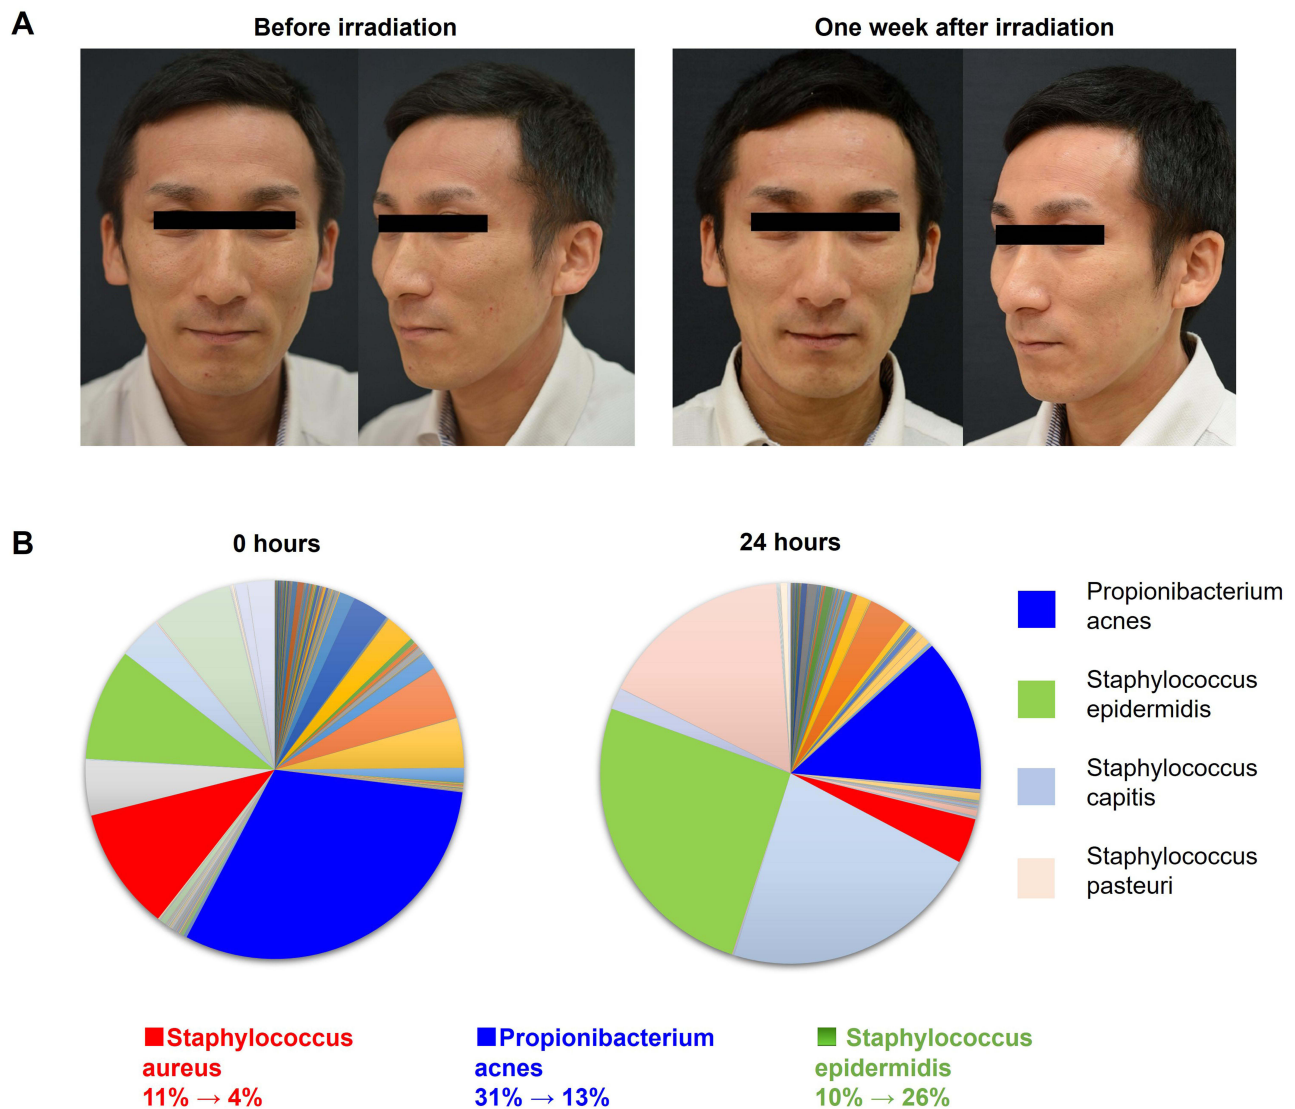 A
Before irradiation
One week after irradiation
B
0 hours
24 hours
Propionibacterium
acnes
Staphylococcus
epidermidis
Staphylococcus
capitis
Staphylococcus
pasteuri
Staphylococcus
aureus
11% → 4%
Propionibacterium
acnes
31% → 13%
Staphylococcus
epidermidis
10% → 26%